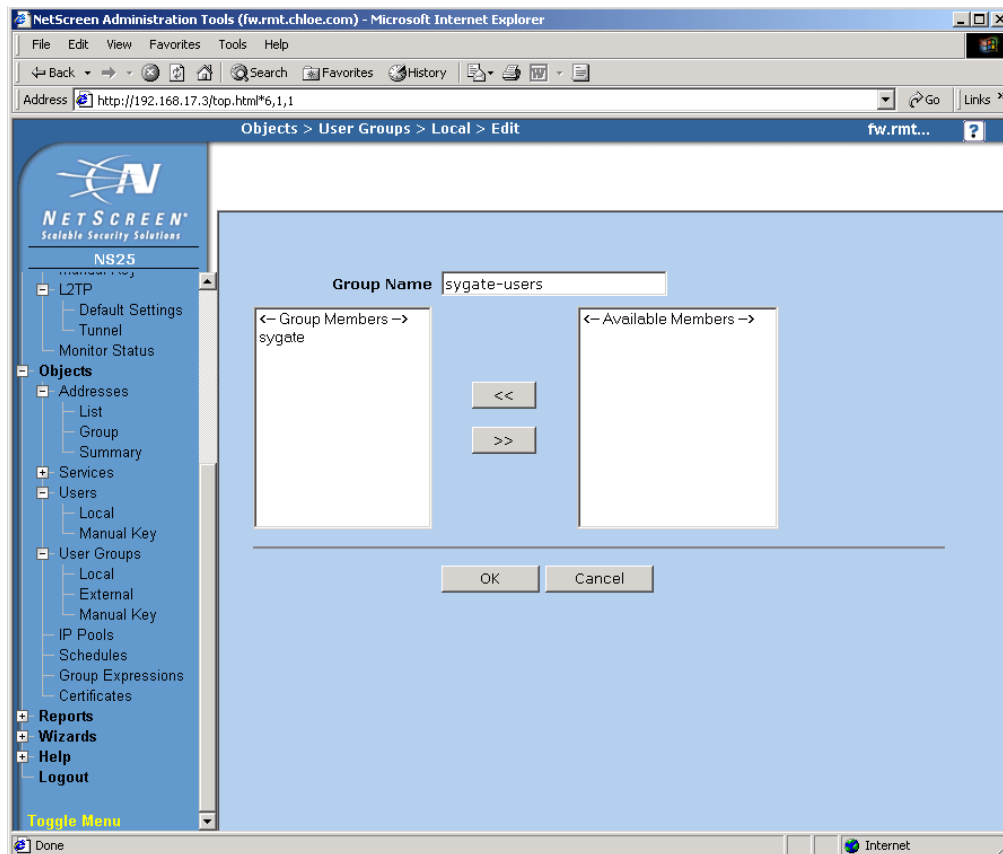 NetScreen Administration Tools (fw.rmt.chloe.com) - Microsoft Internet Explorer
File Edit View Favorites Tools Help
Back Search Favorites History
Address http://192.168.17.3/top.html*6,1,1 Go Links »
Objects > User Groups > Local > Edit fw.rmt... ?
NETSCREEN
Scalable Security Solutions
NS25
Manual Key
L2TP
Default Settings
Tunnel
Monitor Status
Objects
Addresses
List
Group
Summary
Services
Users
Local
Manual Key
User Groups
Local
External
Manual Key
IP Pools
Schedules
Group Expressions
Certificates
Reports
Wizards
Help
Logout
Toggle Menu
Group Name sygate-users
<-- Group Members -->
sygate
<-- Available Members -->
<<
>>
OK Cancel
Done Internet